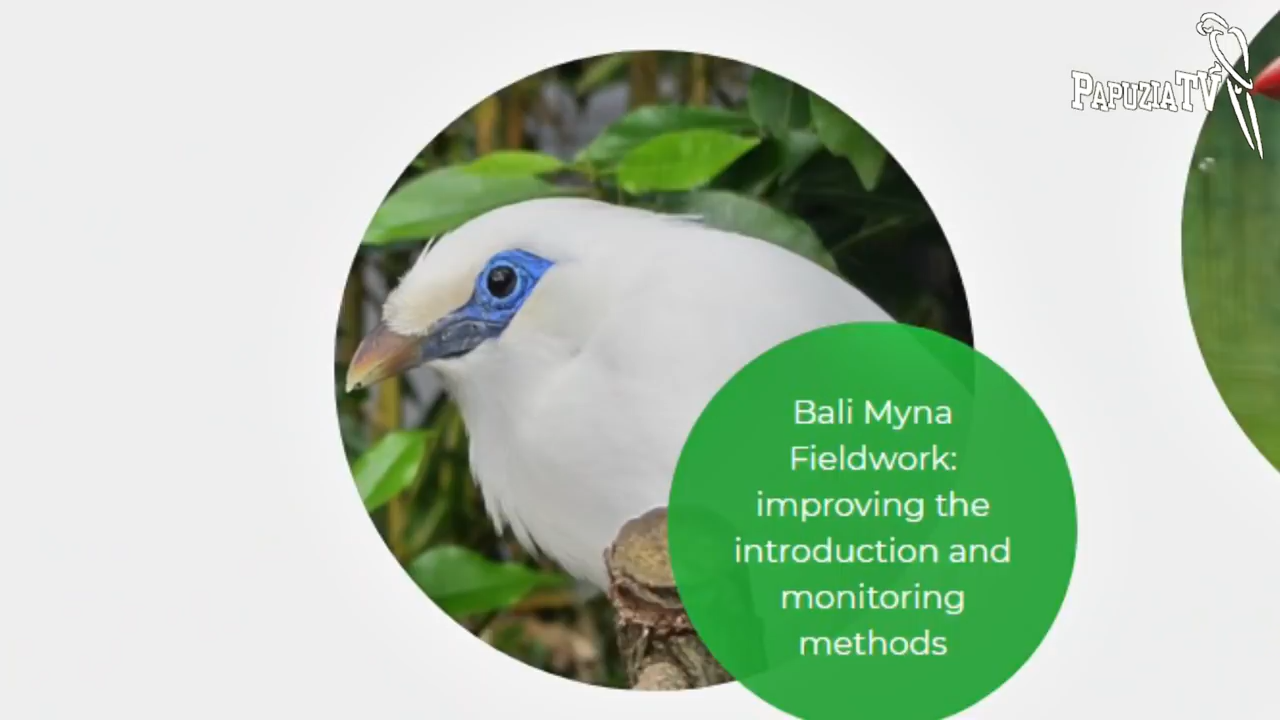 PAPUZIATV
Bali Myna
Fieldwork:
improving the
introduction and
monitoring
methods